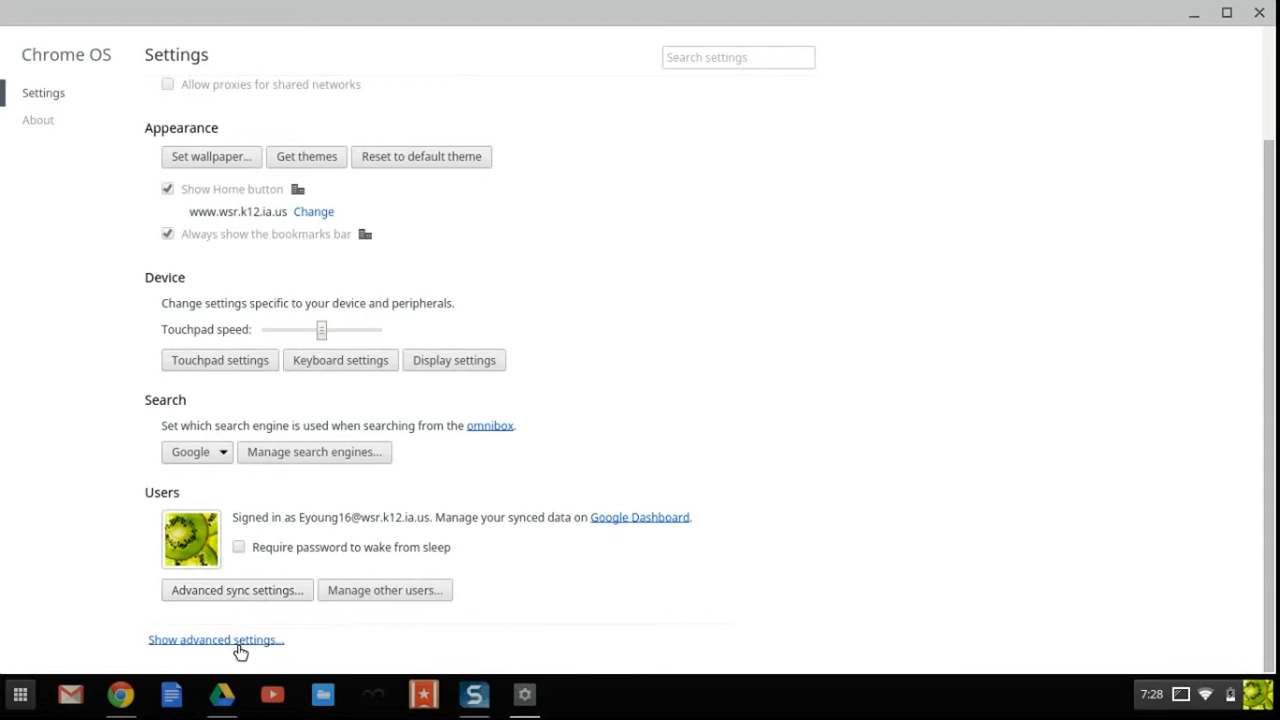 Chrome OS
Settings
Search settings
Settings
About
Allow proxies for shared networks
Appearance
Set wallpaper... Get themes Reset to default theme
Show Home button
www.wsr.k12.ia.us Change
Always show the bookmarks bar
Device
Change settings specific to your device and peripherals.
Touchpad speed:
Touchpad settings Keyboard settings Display settings
Search
Set which search engine is used when searching from the omnibox.
Google Manage search engines...
Users
Signed in as Eyoung16@wsr.k12.ia.us. Manage your synced data on Google Dashboard.
Require password to wake from sleep
Advanced sync settings... Manage other users...
Show advanced settings...
S
7:28